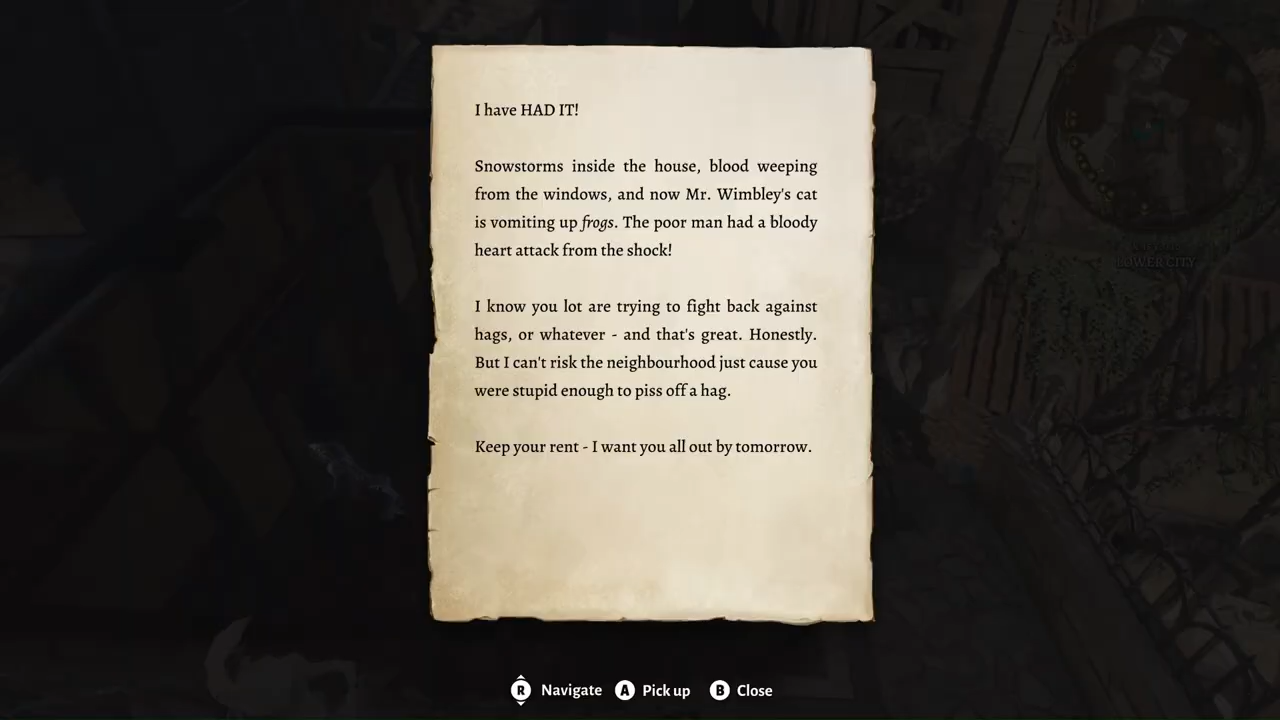 I have HAD IT!
Snowstorms inside the house, blood weeping
from the windows, and now Mr. Wimbley's cat
is vomiting up frogs. The poor man had a bloody
heart attack from the shock!
I know you lot are trying to fight back against
hags, or whatever - and that's great. Honestly.
But I can't risk the neighbourhood just cause you
were stupid enough to piss off a hag.
Keep your rent - I want you all out by tomorrow.
LOWER CITY
R Navigate A Pick up B Close